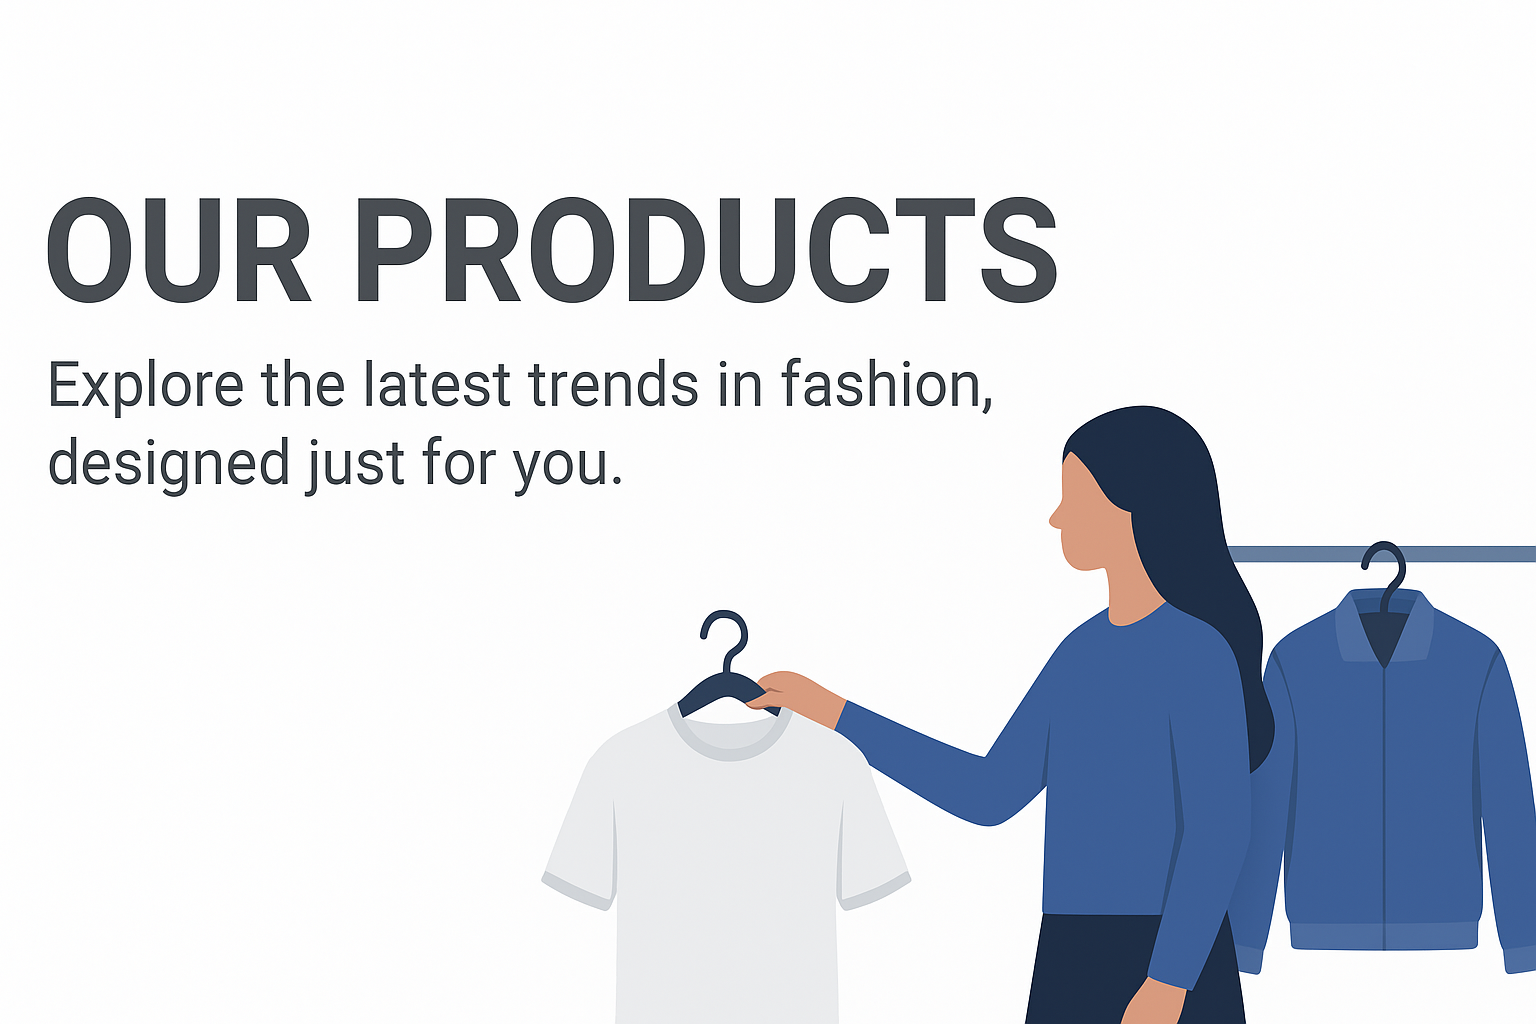 OUR PRODUCTS
Explore the latest trends in fashion,
designed just for you.